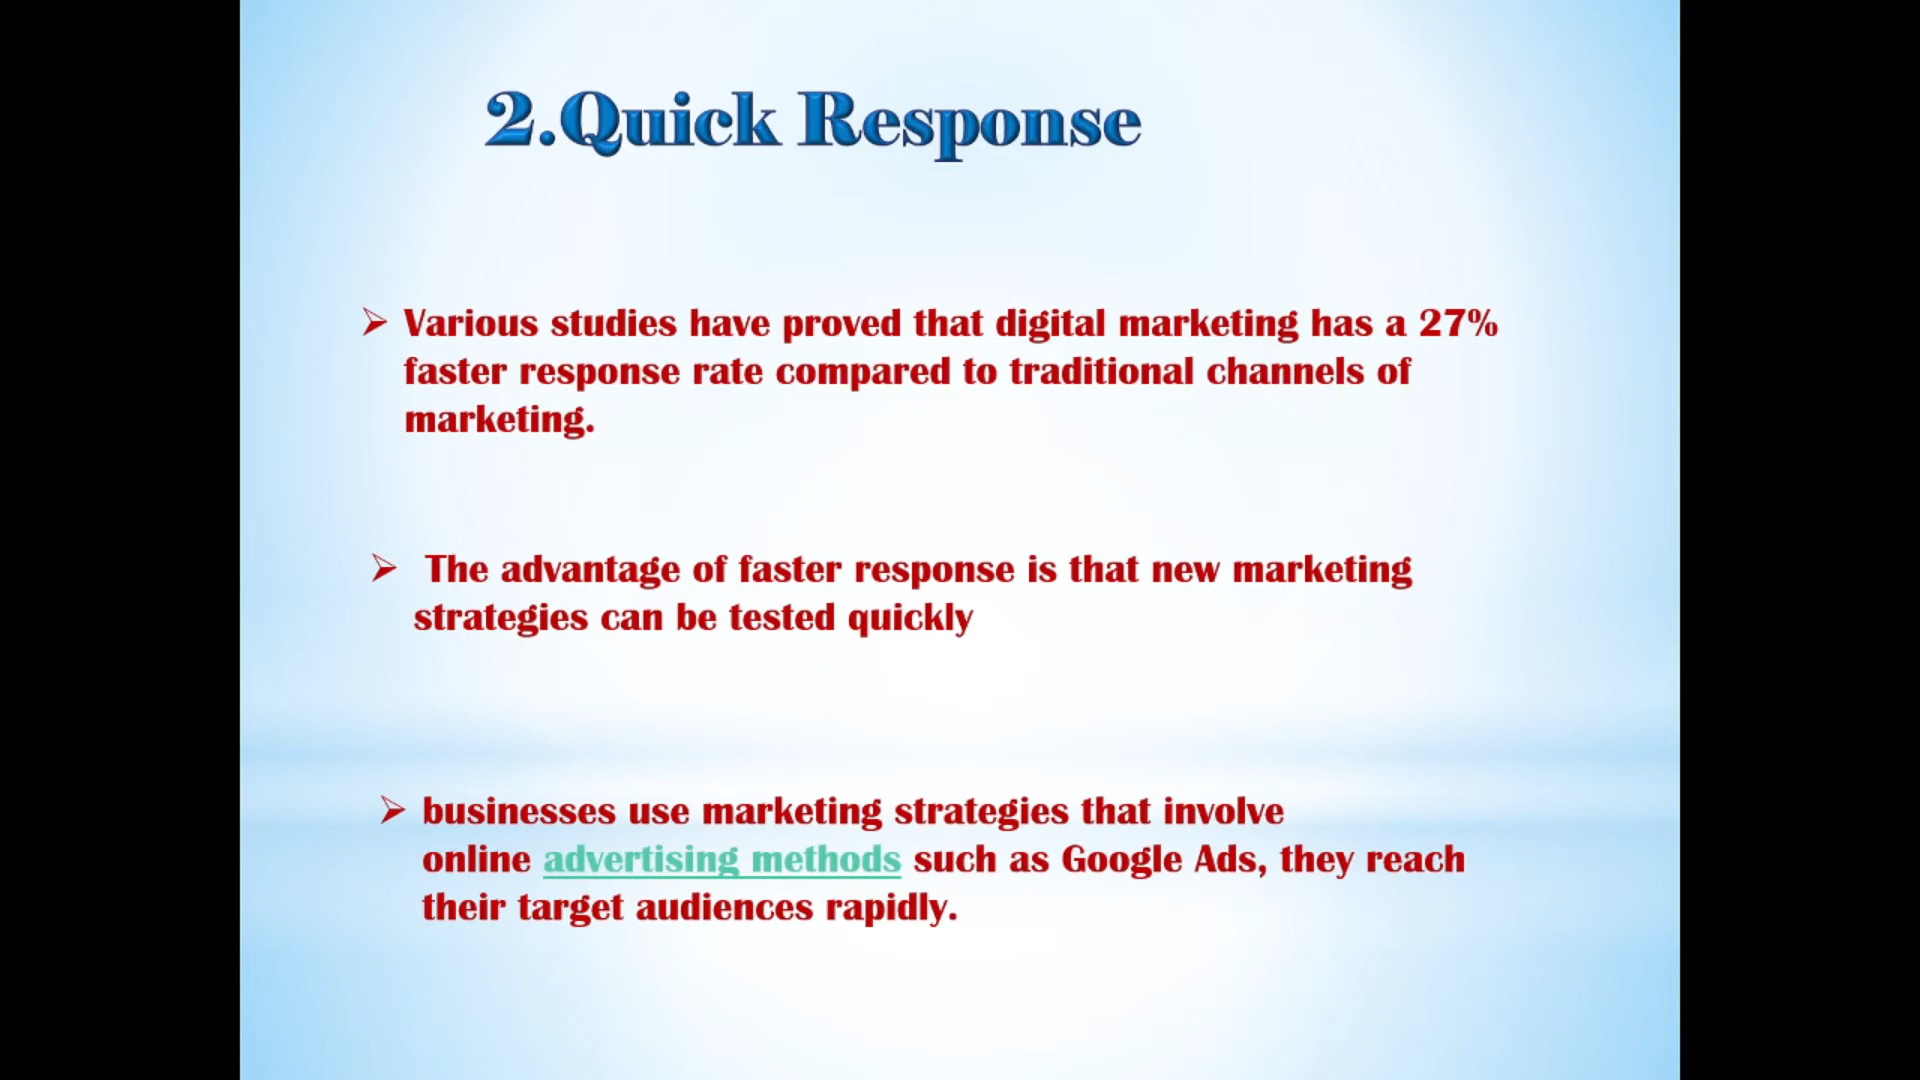 2.Quick Response
➢ Various studies have proved that digital marketing has a 27%
faster response rate compared to traditional channels of
marketing.
➢ The advantage of faster response is that new marketing
strategies can be tested quickly
➢ businesses use marketing strategies that involve
online advertising methods such as Google Ads, they reach
their target audiences rapidly.